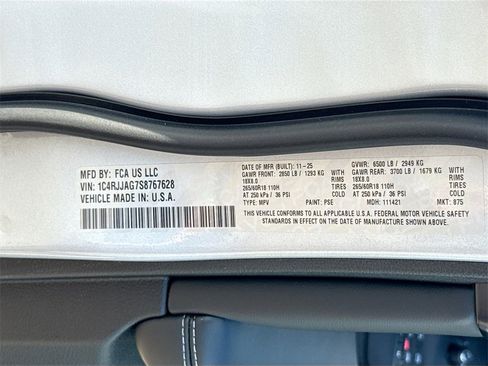 MFD BY: FCA US LLC
VIN: 1C4RJJAG7S8767628
VEHICLE MADE IN: U.S.A.
DATE OF MFR (BUILT): 11-25
GAWR FRONT: 2850 LB / 1293 KG
WITH
18X8.0
RIMS
265/60R18 110H
AT 250 kPa / 36 PSI
COLD
TYPE: MPV
PAINT: PSE
GVWR: 6500 LB / 2949 KG
GAWR REAR: 3700 LB / 1679 KG
WITH
18X8.0
RIMS
265/60R18 110H
AT 250 kPa / 36 PSI
COLD
MDH: 111421
MKT: 875
THIS VEHICLE CONFORMS TO ALL APPLICABLE U.S.A. FEDERAL MOTOR VEHICLE SAFETY
STANDARDS IN EFFECT ON THE DATE OF MANUFACTURE SHOWN ABOVE.